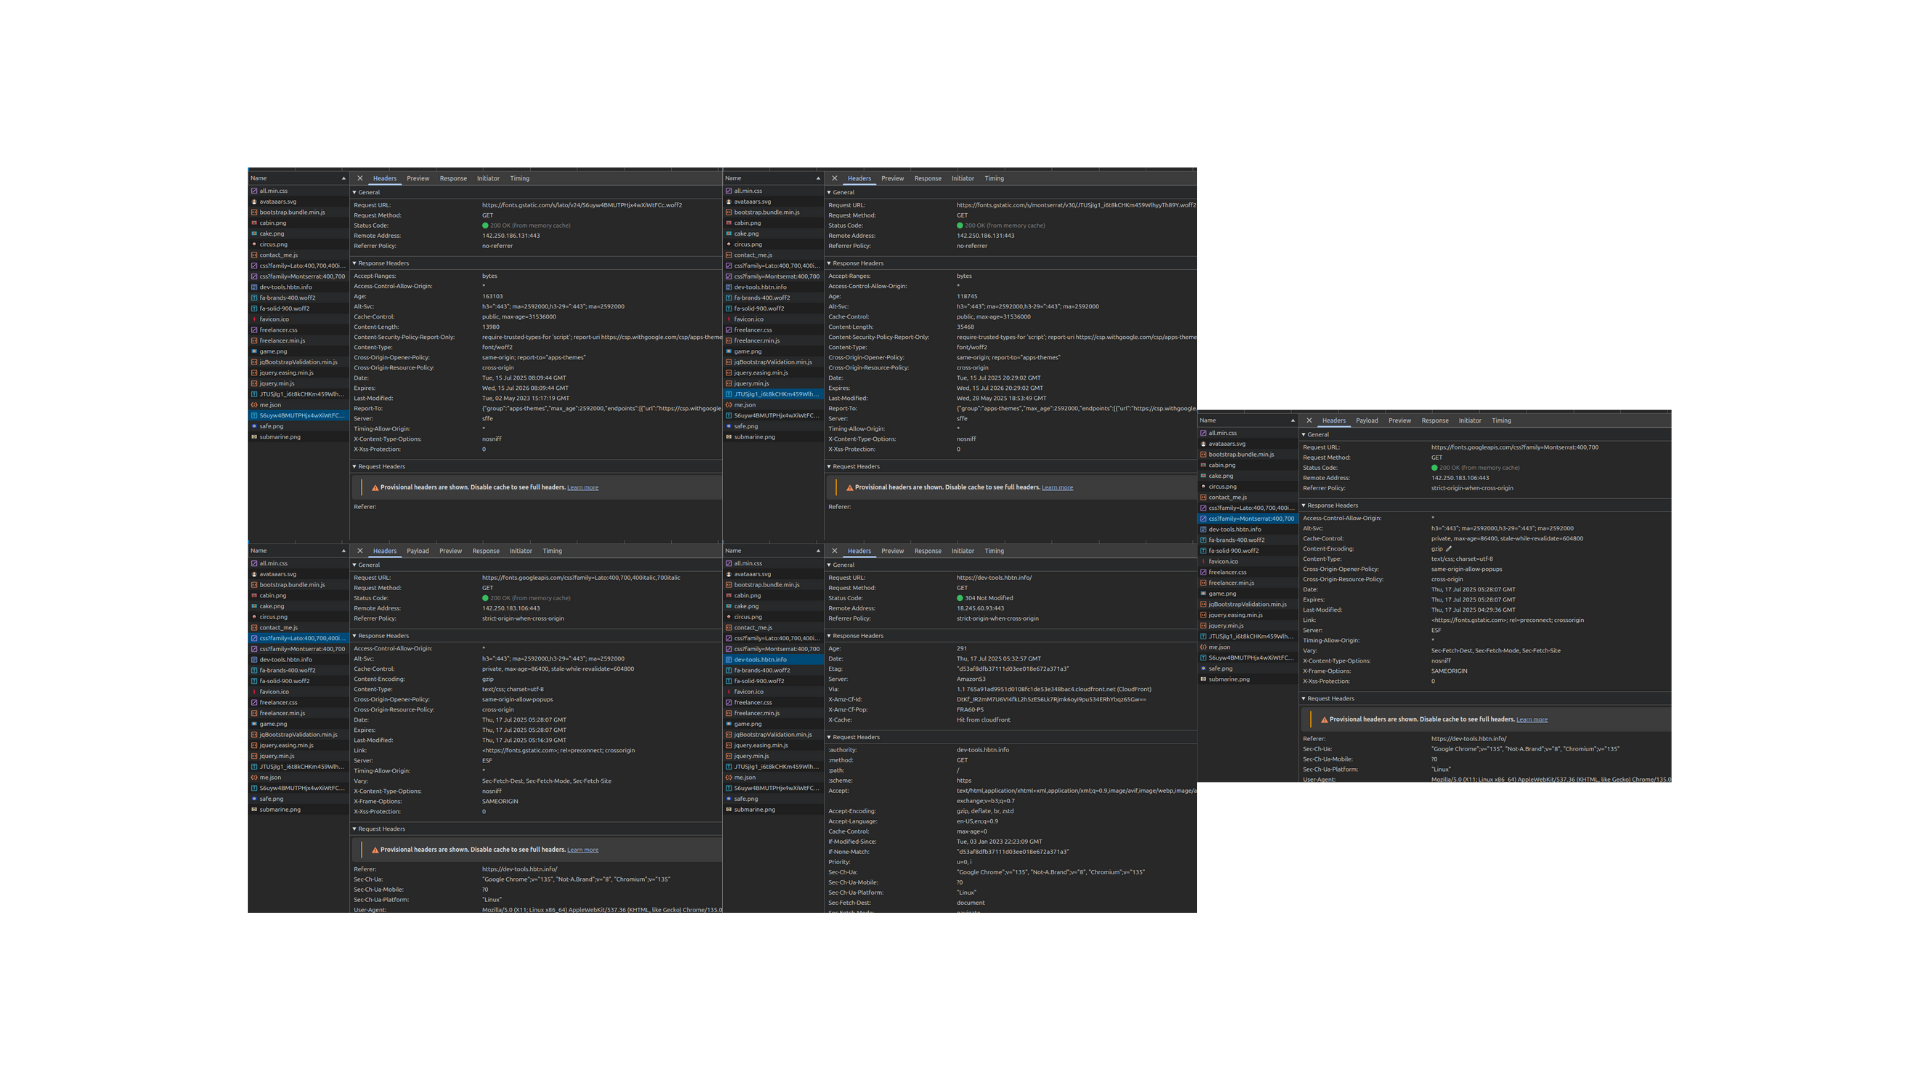 Name
all.min.css
avataaars.svg
bootstrap.bundle.min.js
cabin.png
cake.png
circus.png
contact_me.js
css?family=Lato:400,700,400i...
css?family=Montserrat:400,700
dev-tools.hbtn.info
fa-brands-400.woff2
fa-solid-900.woff2
favicon.ico
freelancer.css
freelancer.min.js
game.png
jqBootstrapValidation.min.js
jquery.easing.min.js
jquery.min.js
JTUSjIg1_i6t8kCHKm459Wlh...
me.json
S6uyw4BMUTPHjx4wXiWtFC...
safe.png
submarine.png
Headers Preview Response Initiator Timing
General
Request URL: https://fonts.gstatic.com/s/lato/v24/S6uyw4BMUTPHjx4wXiWtFCc.woff2
Request Method: GET
Status Code: 200 OK (from memory cache)
Remote Address: 142.250.186.131:443
Referrer Policy: no-referrer
Response Headers
Accept-Ranges: bytes
Access-Control-Allow-Origin: *
Age: 163103
Alt-Svc: h3=":443"; ma=2592000,h3-29=":443"; ma=2592000
Cache-Control: public, max-age=31536000
Content-Length: 13980
Content-Security-Policy-Report-Only: require-trusted-types-for 'script'; report-uri https://csp.withgoogle.com/csp/apps-theme
Content-Type: font/woff2
Cross-Origin-Opener-Policy: same-origin; report-to="apps-themes"
Cross-Origin-Resource-Policy: cross-origin
Date: Tue, 15 Jul 2025 08:09:44 GMT
Expires: Wed, 15 Jul 2026 08:09:44 GMT
Last-Modified: Tue, 02 May 2023 15:17:19 GMT
Report-To: {"group":"apps-themes","max_age":2592000,"endpoints":[{"url":"https://csp.withgoogle
Server: sffe
Timing-Allow-Origin: *
X-Content-Type-Options: nosniff
X-Xss-Protection: 0
Request Headers
Provisional headers are shown. Disable cache to see full headers. Learn more
Referer:
Name
all.min.css
avataaars.svg
bootstrap.bundle.min.js
cabin.png
cake.png
circus.png
contact_me.js
css?family=Lato:400,700,400i...
css?family=Montserrat:400,700
dev-tools.hbtn.info
fa-brands-400.woff2
fa-solid-900.woff2
favicon.ico
freelancer.css
freelancer.min.js
game.png
jqBootstrapValidation.min.js
jquery.easing.min.js
jquery.min.js
JTUSjIg1_i6t8kCHKm459Wlh...
me.json
S6uyw4BMUTPHjx4wXiWtFC...
safe.png
submarine.png
Headers Preview Response Initiator Timing
General
Request URL: https://fonts.gstatic.com/s/montserrat/v30/JTUSjIg1_i6t8kCHKm459WlhyyTh89Y.woff2
Request Method: GET
Status Code: 200 OK (from memory cache)
Remote Address: 142.250.186.131:443
Referrer Policy: no-referrer
Response Headers
Accept-Ranges: bytes
Access-Control-Allow-Origin: *
Age: 118745
Alt-Svc: h3=":443"; ma=2592000,h3-29=":443"; ma=2592000
Cache-Control: public, max-age=31536000
Content-Length: 35460
Content-Security-Policy-Report-Only: require-trusted-types-for 'script'; report-uri https://csp.withgoogle.com/csp/apps-theme
Content-Type: font/woff2
Cross-Origin-Opener-Policy: same-origin; report-to="apps-themes"
Cross-Origin-Resource-Policy: cross-origin
Date: Tue, 15 Jul 2025 20:29:02 GMT
Expires: Wed, 15 Jul 2026 20:29:02 GMT
Last-Modified: Wed, 28 May 2025 18:53:49 GMT
Report-To: {"group":"apps-themes","max_age":2592000,"endpoints":[{"url":"https://csp.withgoogle
Server: sffe
Timing-Allow-Origin: *
X-Content-Type-Options: nosniff
X-Xss-Protection: 0
Request Headers
Provisional headers are shown. Disable cache to see full headers. Learn more
Referer:
Name
all.min.css
avataaars.svg
bootstrap.bundle.min.js
cabin.png
cake.png
circus.png
contact_me.js
css?family=Lato:400,700,400i...
css?family=Montserrat:400,700
dev-tools.hbtn.info
fa-brands-400.woff2
fa-solid-900.woff2
favicon.ico
freelancer.css
freelancer.min.js
game.png
jqBootstrapValidation.min.js
jquery.easing.min.js
jquery.min.js
JTUSjIg1_i6t8kCHKm459Wlh...
me.json
S6uyw4BMUTPHjx4wXiWtFC...
safe.png
submarine.png
Headers Payload Preview Response Initiator Timing
General
Request URL: https://fonts.googleapis.com/css?family=Lato:400,700,400italic,700italic
Request Method: GET
Status Code: 200 OK (from memory cache)
Remote Address: 142.250.183.106:443
Referrer Policy: strict-origin-when-cross-origin
Response Headers
Access-Control-Allow-Origin: *
Alt-Svc: h3=":443"; ma=2592000,h3-29=":443"; ma=2592000
Cache-Control: private, max-age=86400, stale-while-revalidate=604800
Content-Encoding: gzip
Content-Type: text/css; charset=utf-8
Cross-Origin-Opener-Policy: same-origin-allow-popups
Cross-Origin-Resource-Policy: cross-origin
Date: Thu, 17 Jul 2025 05:28:07 GMT
Expires: Thu, 17 Jul 2025 05:28:07 GMT
Last-Modified: Thu, 17 Jul 2025 05:16:39 GMT
Link: <https://fonts.gstatic.com>; rel=preconnect; crossorigin
Server: ESF
Timing-Allow-Origin: *
Vary: Sec-Fetch-Dest, Sec-Fetch-Mode, Sec-Fetch-Site
X-Content-Type-Options: nosniff
X-Frame-Options: SAMEORIGIN
X-Xss-Protection: 0
Request Headers
Provisional headers are shown. Disable cache to see full headers. Learn more
Referer: https://dev-tools.hbtn.info/
Sec-Ch-Ua: "Google Chrome";v="135", "Not-A.Brand";v="8", "Chromium";v="135"
Sec-Ch-Ua-Mobile: ?0
Sec-Ch-Ua-Platform: "Linux"
User-Agent: Mozilla/5.0 (X11; Linux x86_64) AppleWebKit/537.36 (KHTML, like Gecko) Chrome/135.0
Name
all.min.css
avataaars.svg
bootstrap.bundle.min.js
cabin.png
cake.png
circus.png
contact_me.js
css?family=Lato:400,700,400i...
css?family=Montserrat:400,700
dev-tools.hbtn.info
fa-brands-400.woff2
fa-solid-900.woff2
favicon.ico
freelancer.css
freelancer.min.js
game.png
jqBootstrapValidation.min.js
jquery.easing.min.js
jquery.min.js
JTUSjIg1_i6t8kCHKm459Wlh...
me.json
S6uyw4BMUTPHjx4wXiWtFC...
safe.png
submarine.png
Headers Preview Response Initiator Timing
General
Request URL: https://dev-tools.hbtn.info/
Request Method: GET
Status Code: 304 Not Modified
Remote Address: 18.245.60.93:443
Referrer Policy: strict-origin-when-cross-origin
Response Headers
Age: 291
Date: Thu, 17 Jul 2025 05:32:57 GMT
Etag: "d53af8dfb37111d03ee018e672a371a3"
Server: AmazonS3
Via: (CloudFront)
X-Amz-Cf-Id:
X-Amz-Cf-Pop: FRA60-P5
X-Cache: Hit from cloudfront
Request Headers
:authority: dev-tools.hbtn.info
:method: GET
:path: /
:scheme: https
Accept: text/html,application/xhtml+xml,application/xml;q=0.9,image/avif,image/webp,image/a
exchange;v=b3;q=0.7
Accept-Encoding: gzip, deflate, br, zstd
Accept-Language: en-US,en;q=0.9
Cache-Control: max-age=0
If-Modified-Since: Tue, 03 Jan 2023 22:23:09 GMT
If-None-Match: "d53af8dfb37111d03ee018e672a371a3"
Priority: u=0, i
Sec-Ch-Ua: "Google Chrome";v="135", "Not-A.Brand";v="8", "Chromium";v="135"
Sec-Ch-Ua-Mobile: ?0
Sec-Ch-Ua-Platform: "Linux"
Sec-Fetch-Dest: document
Name
all.min.css
avataaars.svg
bootstrap.bundle.min.js
cabin.png
cake.png
circus.png
contact_me.js
css?family=Lato:400,700,400i...
css?family=Montserrat:400,700
dev-tools.hbtn.info
fa-brands-400.woff2
fa-solid-900.woff2
favicon.ico
freelancer.css
freelancer.min.js
game.png
jqBootstrapValidation.min.js
jquery.easing.min.js
jquery.min.js
JTUSjIg1_i6t8kCHKm459Wlh...
me.json
S6uyw4BMUTPHjx4wXiWtFC...
safe.png
submarine.png
Headers Payload Preview Response Initiator Timing
General
Request URL: https://fonts.googleapis.com/css?family=Montserrat:400,700
Request Method: GET
Status Code: 200 OK (from memory cache)
Remote Address: 142.250.183.106:443
Referrer Policy: strict-origin-when-cross-origin
Response Headers
Access-Control-Allow-Origin: *
Alt-Svc: h3=":443"; ma=2592000,h3-29=":443"; ma=2592000
Cache-Control: private, max-age=86400, stale-while-revalidate=604800
Content-Encoding: gzip
Content-Type: text/css; charset=utf-8
Cross-Origin-Opener-Policy: same-origin-allow-popups
Cross-Origin-Resource-Policy: cross-origin
Date: Thu, 17 Jul 2025 05:28:07 GMT
Expires: Thu, 17 Jul 2025 05:28:07 GMT
Last-Modified: Thu, 17 Jul 2025 04:29:36 GMT
Link: <https://fonts.gstatic.com>; rel=preconnect; crossorigin
Server: ESF
Timing-Allow-Origin: *
Vary: Sec-Fetch-Dest, Sec-Fetch-Mode, Sec-Fetch-Site
X-Content-Type-Options: nosniff
X-Frame-Options: SAMEORIGIN
X-Xss-Protection: 0
Request Headers
Provisional headers are shown. Disable cache to see full headers. Learn more
Referer: https://dev-tools.hbtn.info/
Sec-Ch-Ua: "Google Chrome";v="135", "Not-A.Brand";v="8", "Chromium";v="135"
Sec-Ch-Ua-Mobile: ?0
Sec-Ch-Ua-Platform: "Linux"
User-Agent: Mozilla/5.0 (X11; Linux x86_64) AppleWebKit/537.36 (KHTML, like Gecko) Chrome/135.0